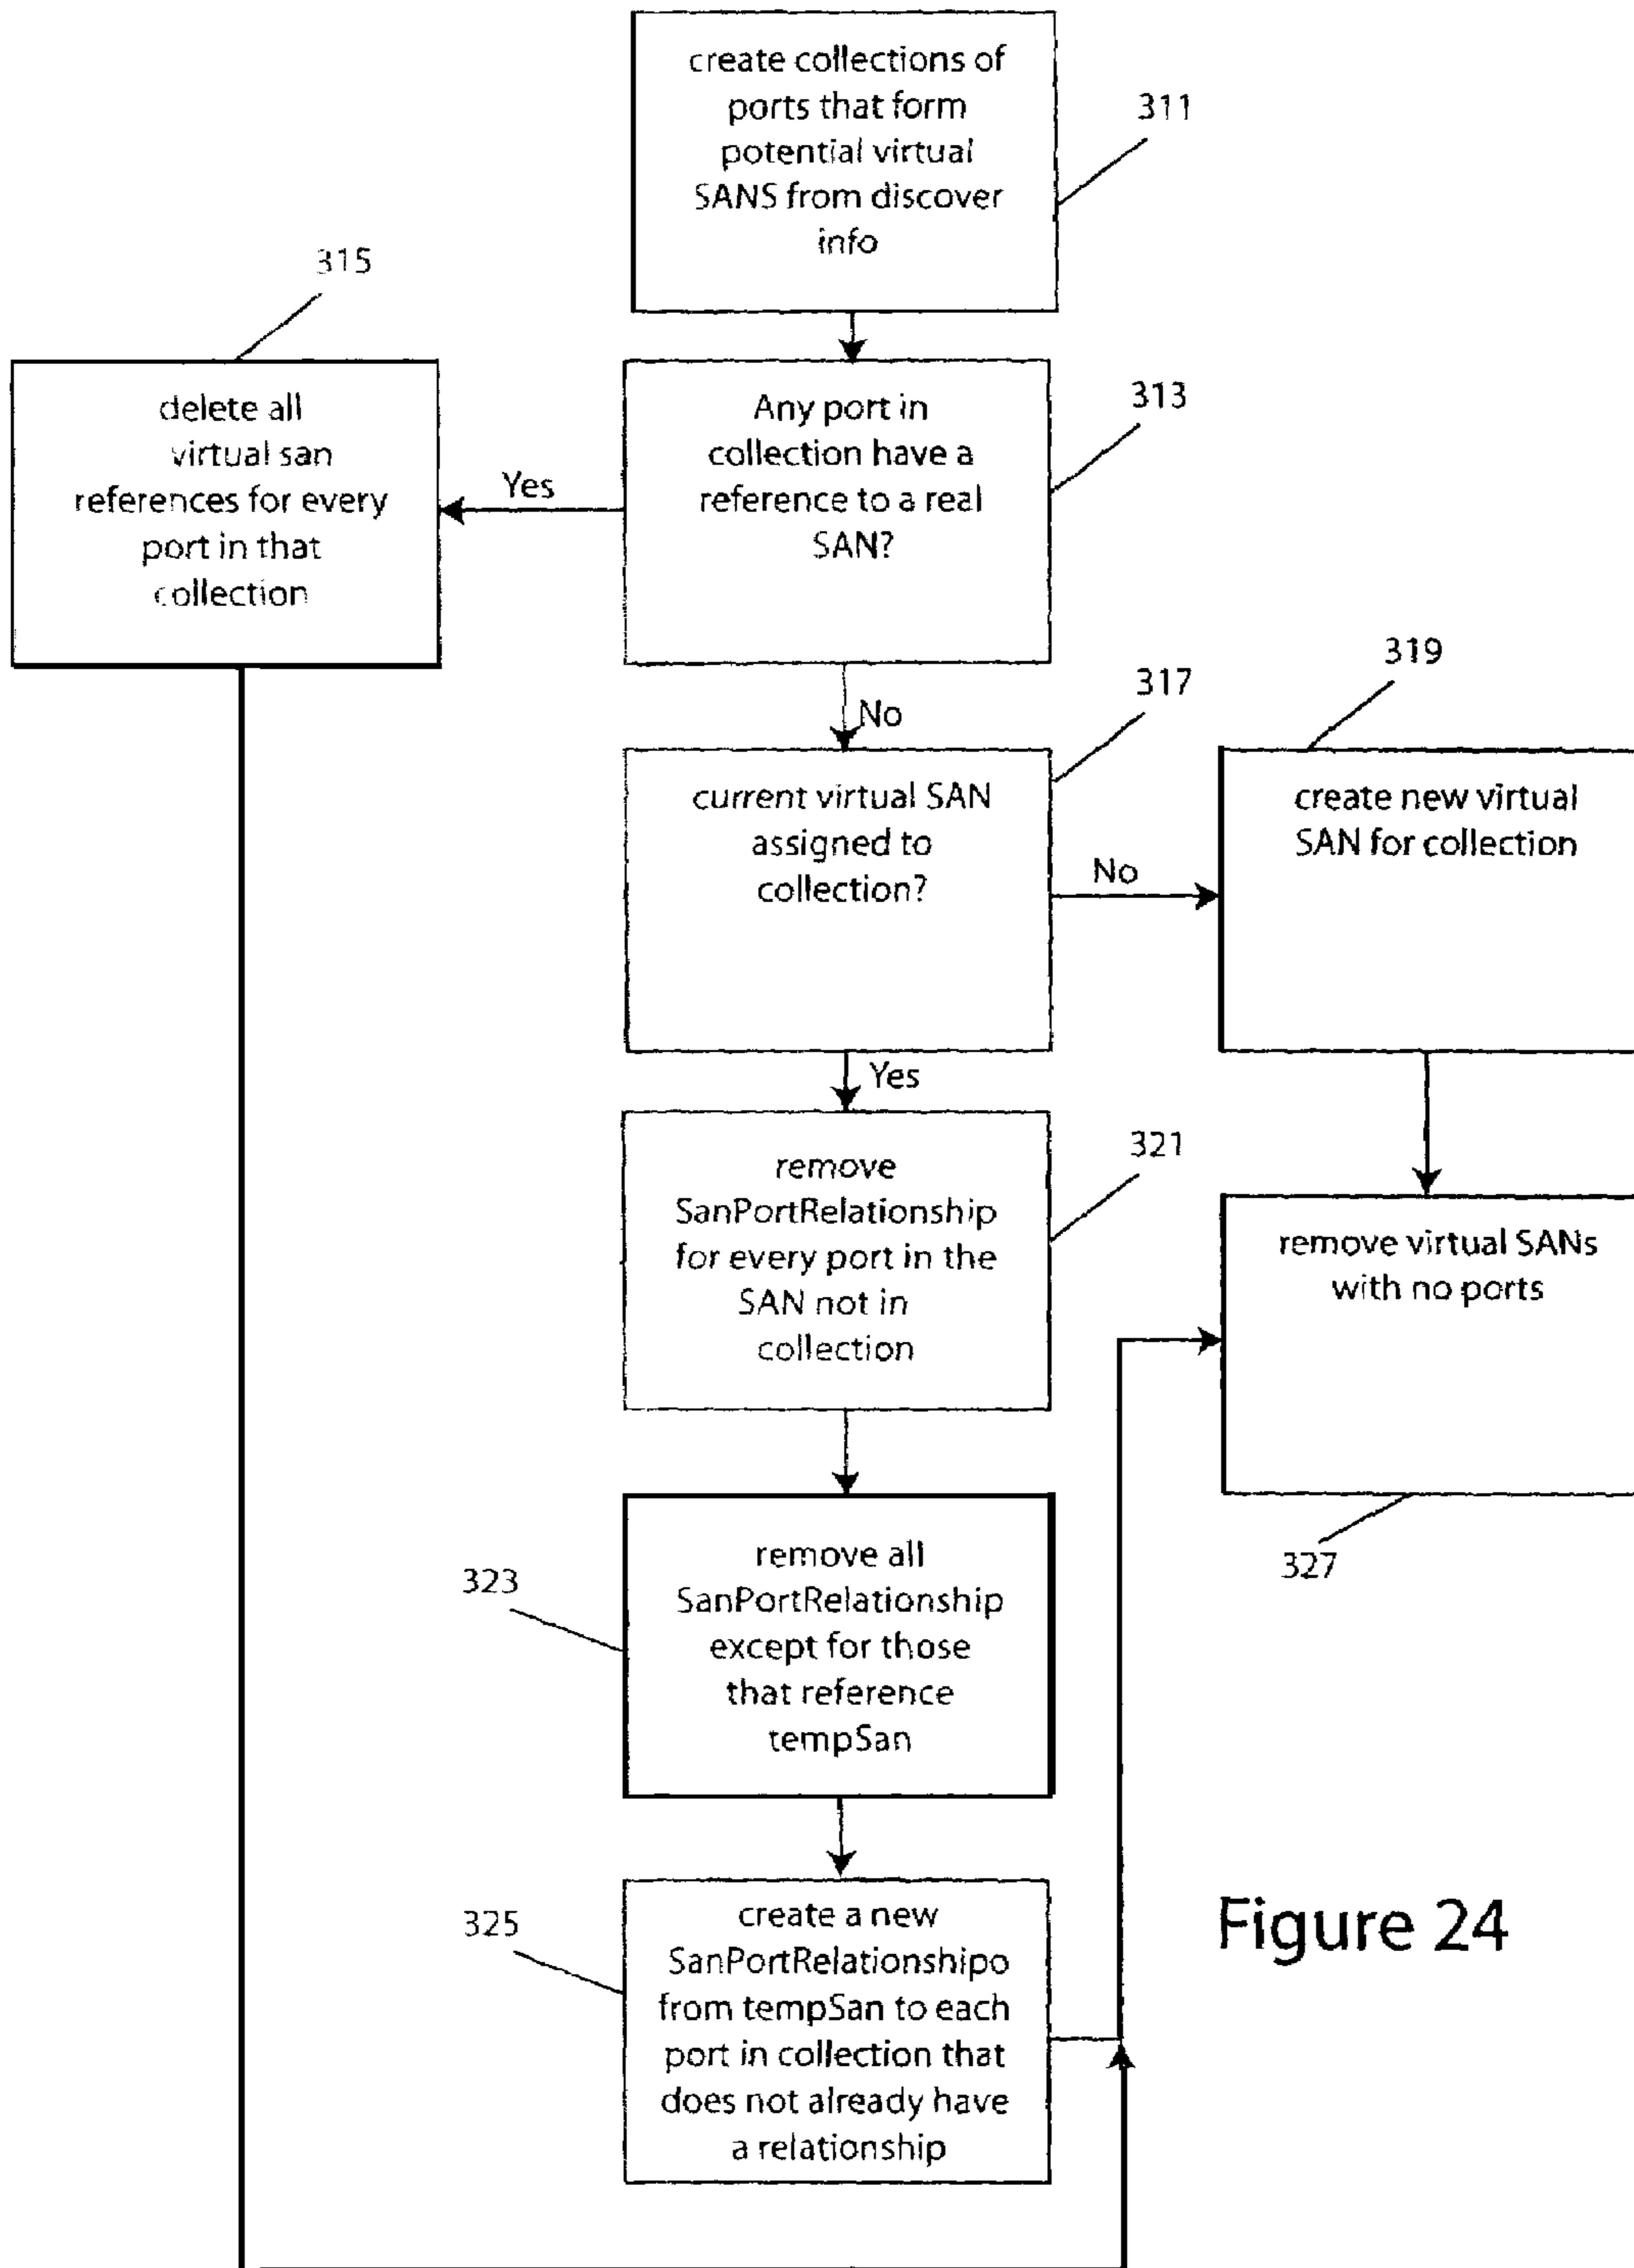 create collections of
ports that form
potential virtual
SANS from discover
info
311
315
delete all
virtual san
references for every
port in that
collection
Yes
Any port in
collection have a
reference to a real
SAN?
313
No
317
319
current virtual SAN
assigned to
collection?
No
create new virtual
SAN for collection
Yes
321
remove
SanPortRelationship
for every port in the
SAN not in
collection
remove virtual SANs
with no ports
327
323
remove all
SanPortRelationship
except for those
that reference
tempSan
325
create a new
SanPortRelationshipo
from tempSan to each
port in collection that
does not already have
a relationship
Figure 24